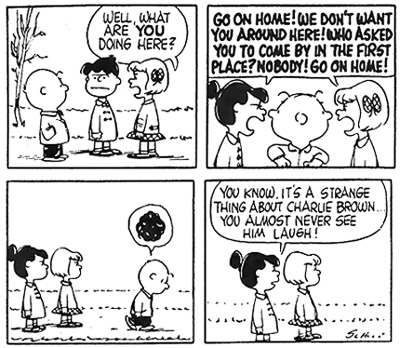 WELL, WHAT
ARE YOU
DOING HERE?
GO ON HOME! WE DON'T WANT
YOU AROUND HERE! WHO ASKED
YOU TO COME BY IN THE FIRST
PLACE? NOBODY! GO ON HOME!
YOU KNOW, IT'S A STRANGE
THING ABOUT CHARLIE BROWN...
YOU ALMOST NEVER SEE
HIM LAUGH!